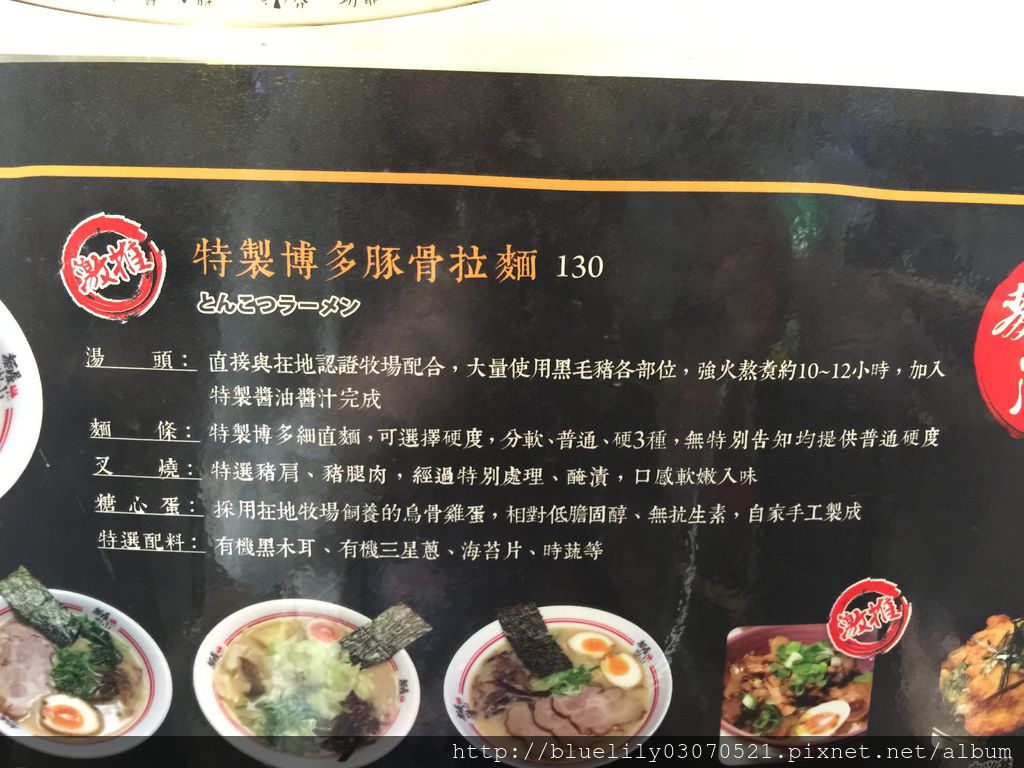 激推
特製博多豚骨拉麵 130
とんこつラーメン
湯頭：直接與在地認證牧場配合，大量使用黑毛豬各部位，強火熬煮約10~12小時，加入
特製醬油醬汁完成
麵條：特製博多細直麵，可選擇硬度，分軟、普通、硬3種，無特別告知均提供普通硬度
叉燒：特選豬肩、豬腿肉，經過特別處理、醃漬，口感軟嫩入味
糖心蛋：採用在地牧場飼養的烏骨雞蛋，相對低膽固醇、無抗生素，自家手工製成
特選配料：有機黑木耳、有機三星蔥、海苔片、時蔬等
激推
http://bluelily03070521.pixnet.net/album